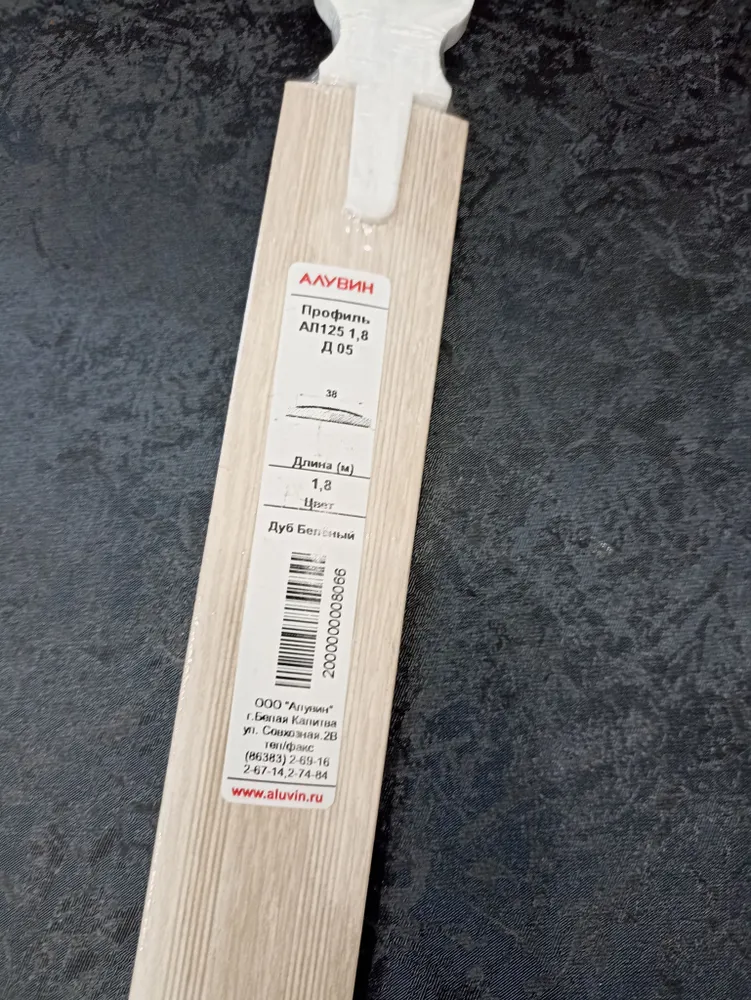 АЛУВИН
Профиль
АЛ125 1,8
Д 05
38
Длина (м)
1,8
Цвет
Дуб Беленый
2000000008066
ООО "Алувин"
г.Белая Калитва
ул. Совхозная.2В
тел/факс
(86383) 2-69-16
2-67-14,2-74-84
www.aluvin.ru